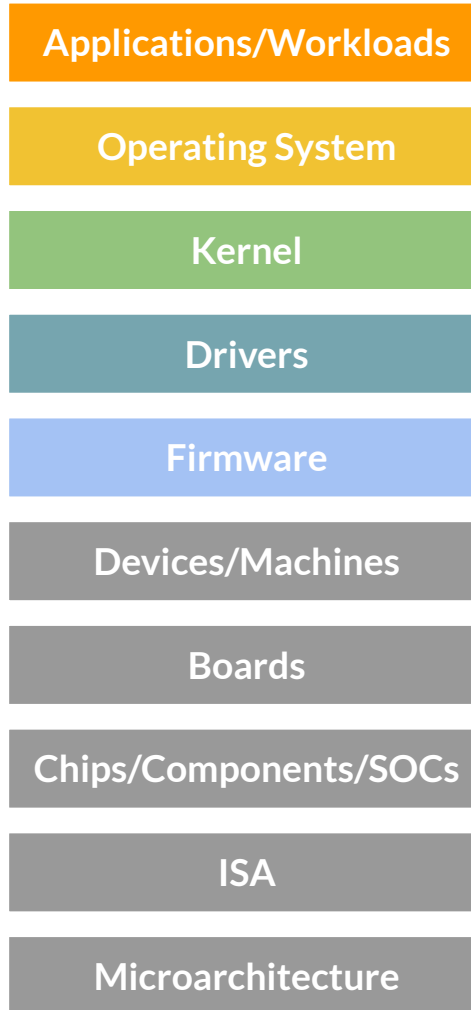 Applications/Workloads
Operating System
Kernel
Drivers
Firmware
Devices/Machines
Boards
Chips/Components/SOCs
ISA
Microarchitecture